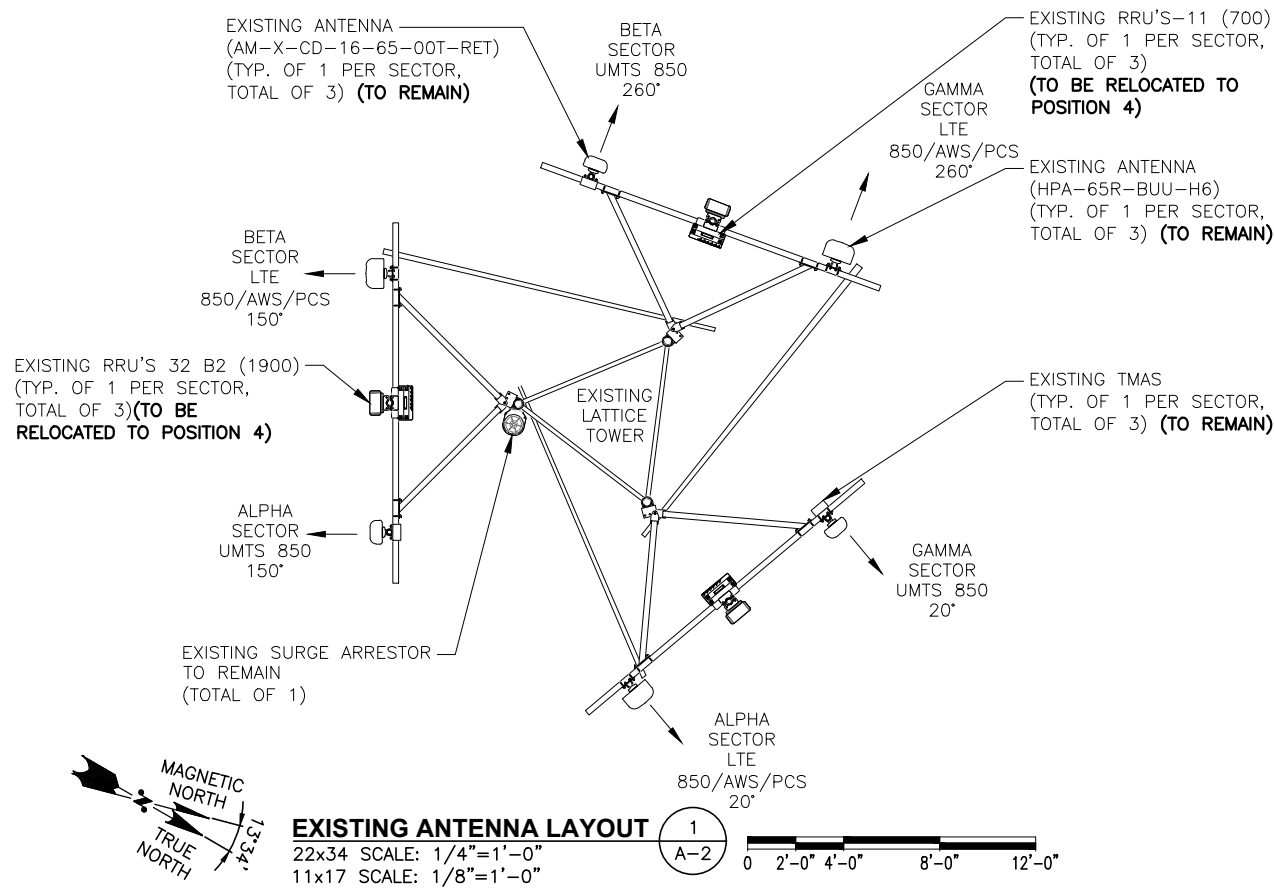 EXISTING ANTENNA
(AM-X-CD-16-65-00T-RET)
(TYP. OF 1 PER SECTOR,
TOTAL OF 3) (TO REMAIN)
BETA
SECTOR
UMTS 850
260°
EXISTING RRU'S-11 (700)
(TYP. OF 1 PER SECTOR,
TOTAL OF 3)
(TO BE RELOCATED TO
POSITION 4)
GAMMA
SECTOR
LTE
850/AWS/PCS
260°
EXISTING ANTENNA
(HPA-65R-BUU-H6)
(TYP. OF 1 PER SECTOR,
TOTAL OF 3) (TO REMAIN)
BETA
SECTOR
LTE
850/AWS/PCS
150°
EXISTING RRU'S 32 B2 (1900)
(TYP. OF 1 PER SECTOR,
TOTAL OF 3)(TO BE
RELOCATED TO POSITION 4)
EXISTING
LATTICE
TOWER
EXISTING TMAS
(TYP. OF 1 PER SECTOR,
TOTAL OF 3) (TO REMAIN)
ALPHA
SECTOR
UMTS 850
150°
GAMMA
SECTOR
UMTS 850
20°
EXISTING SURGE ARRESTOR
TO REMAIN
(TOTAL OF 1)
ALPHA
SECTOR
LTE
850/AWS/PCS
20°
MAGNETIC
NORTH
N
TRUE
NORTH
13°34'
EXISTING ANTENNA LAYOUT
22x34 SCALE: 1/4"=1'-0"
11x17 SCALE: 1/8"=1'-0"
1
A-2
0 2'-0" 4'-0" 8'-0" 12'-0"